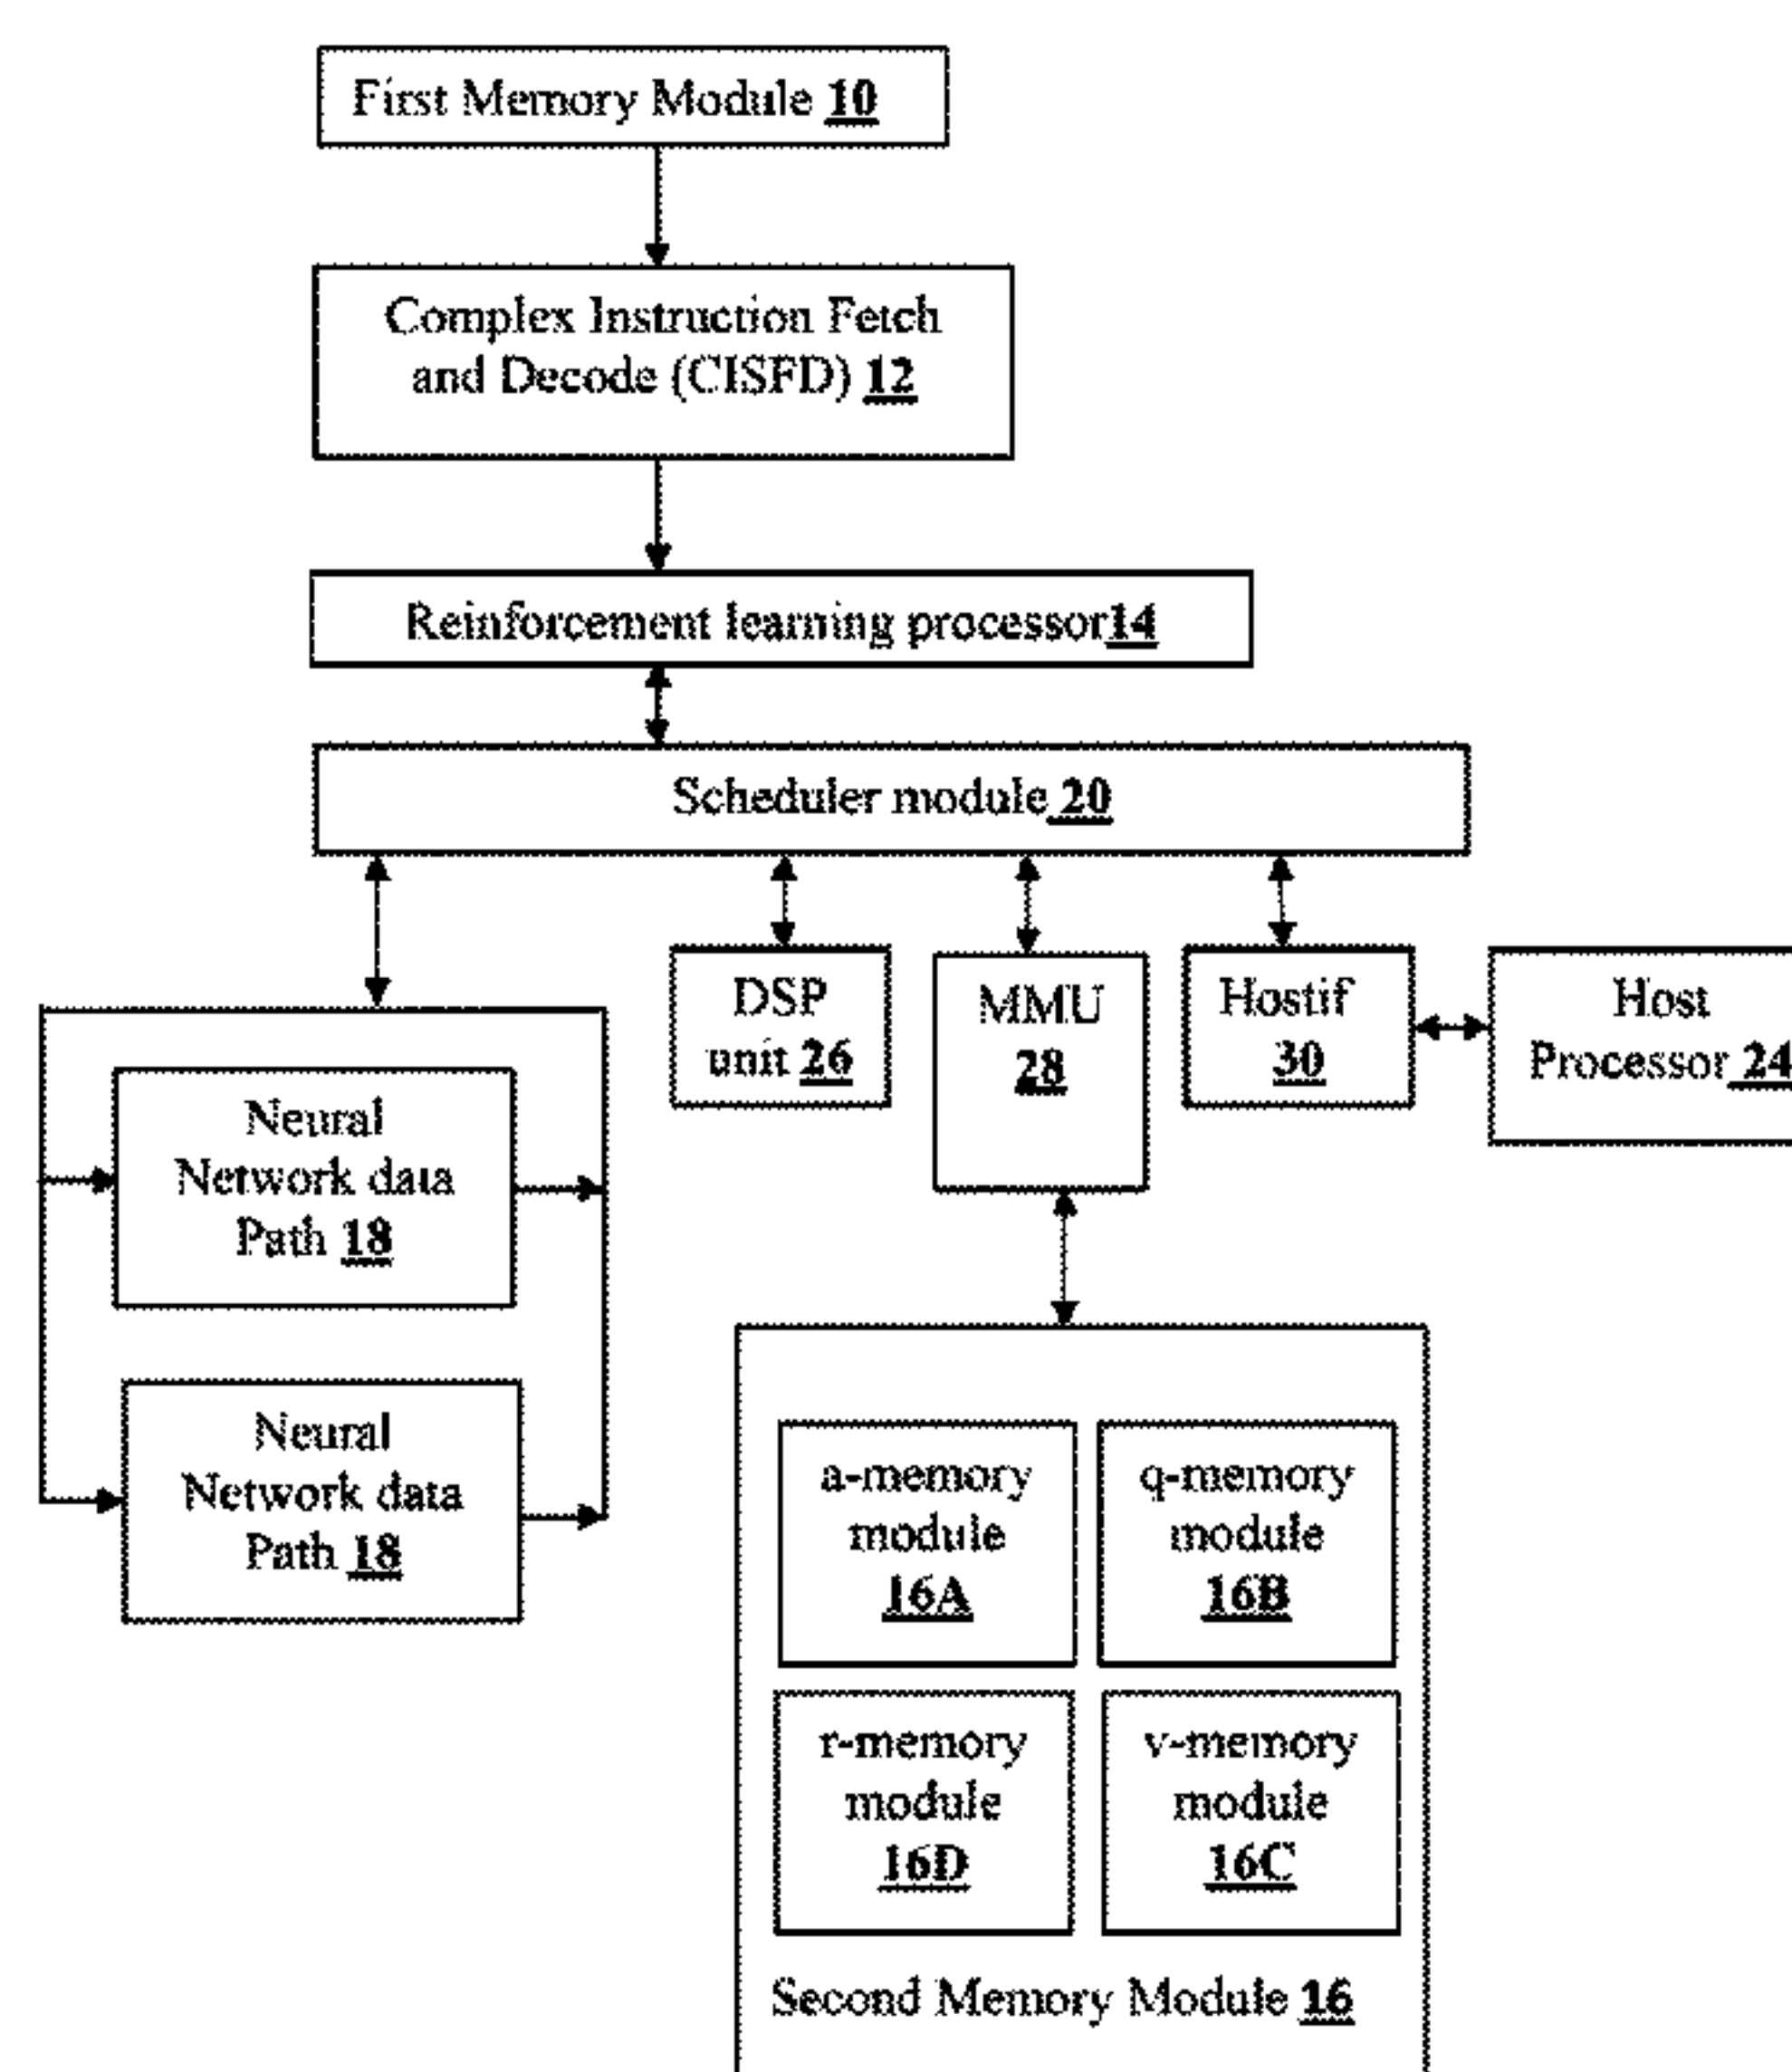 First Memory Module 10
Complex Instruction Fetch
and Decode (CISFD) 12
Reinforcement learning processor14
Scheduler module 20
DSP
unit 26
MMU
28
Hostif
30
Host
Processor 24
Neural
Network data
Path 18
Neural
Network data
Path 18
a-memory
module
16A
q-memory
module
16B
r-memory
module
16D
v-memory
module
16C
Second Memory Module 16